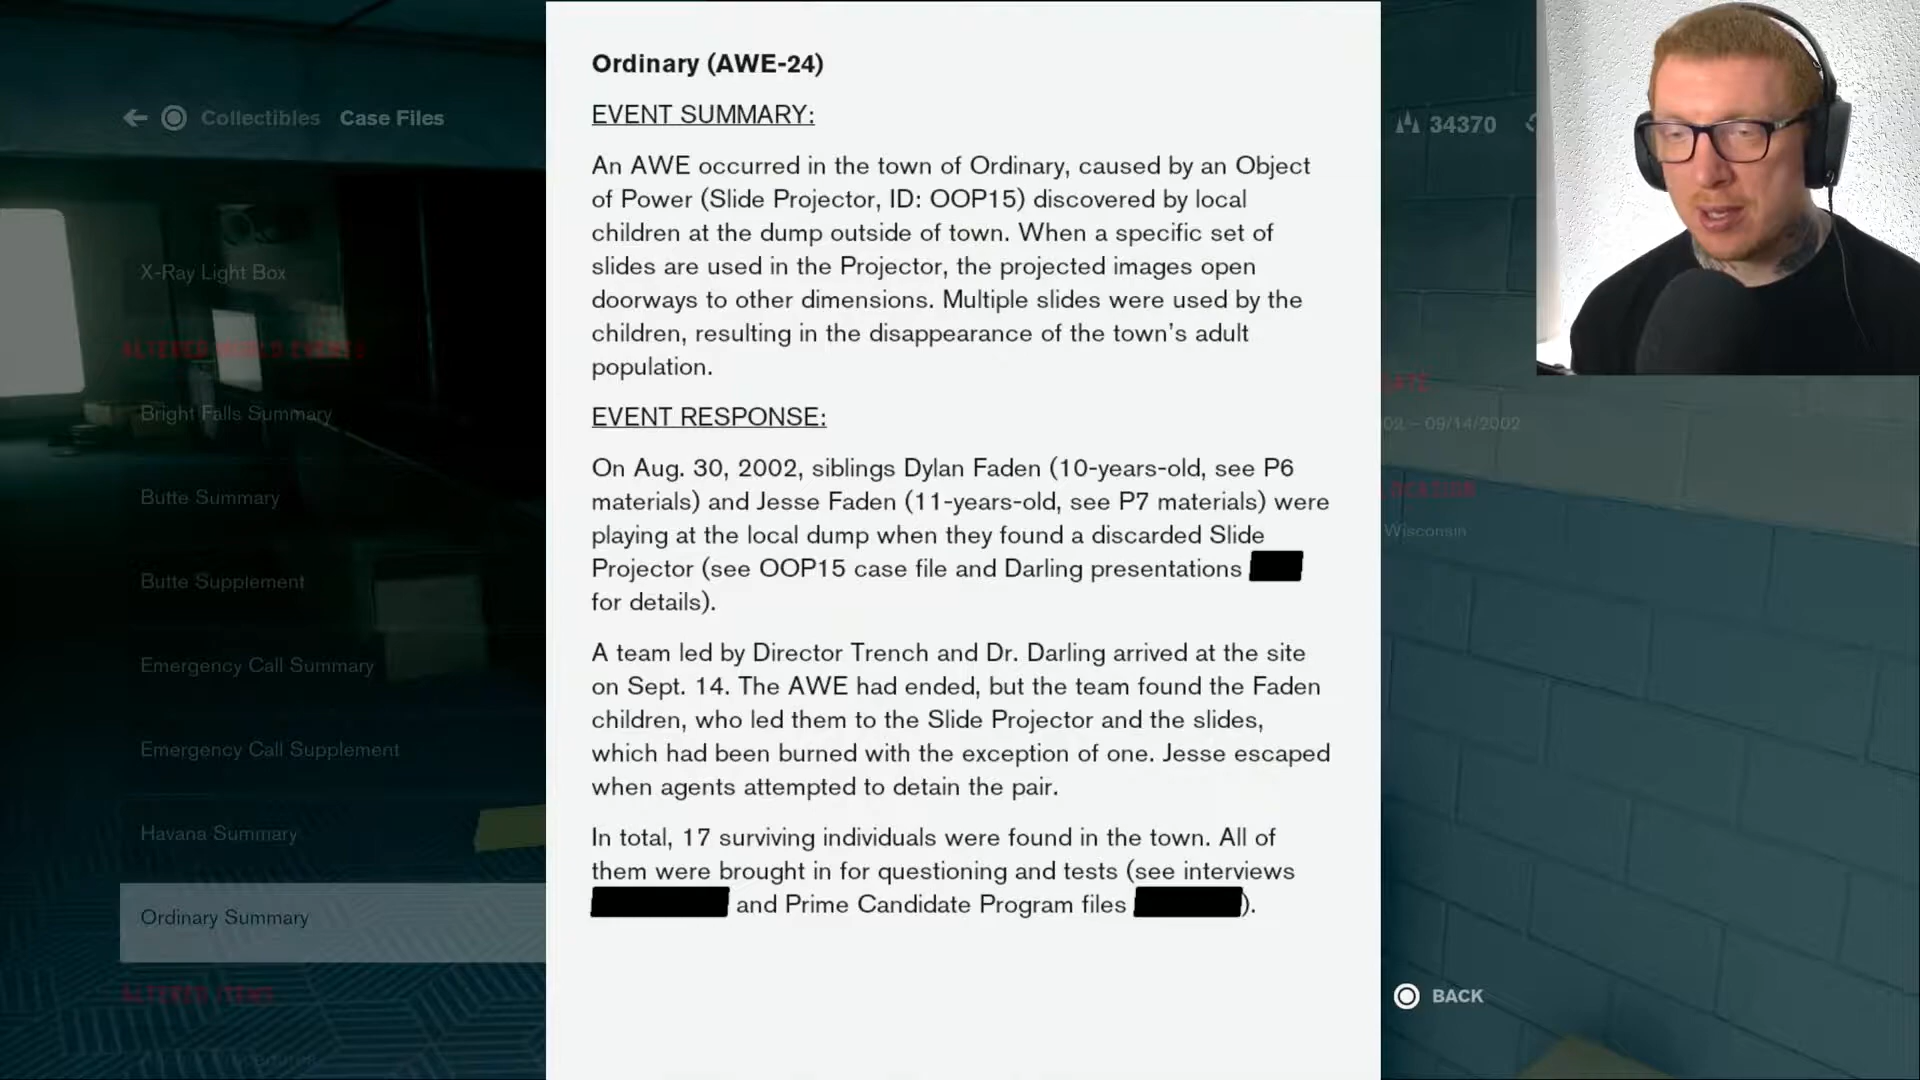 Collectibles Case Files
34370
X-Ray Light Box
ALTERED WORLD EVENTS
Bright Falls Summary
Butte Summary
Butte Supplement
Emergency Call Summary
Emergency Call Supplement
Havana Summary
Ordinary Summary
ALTERED ITEMS
Ordinary (AWE-24)
EVENT SUMMARY:
An AWE occurred in the town of Ordinary, caused by an Object
of Power (Slide Projector, ID: OOP15) discovered by local
children at the dump outside of town. When a specific set of
slides are used in the Projector, the projected images open
doorways to other dimensions. Multiple slides were used by the
children, resulting in the disappearance of the town's adult
population.
EVENT RESPONSE:
On Aug. 30, 2002, siblings Dylan Faden (10-years-old, see P6
materials) and Jesse Faden (11-years-old, see P7 materials) were
playing at the local dump when they found a discarded Slide
Projector (see OOP15 case file and Darling presentations
for details).
A team led by Director Trench and Dr. Darling arrived at the site
on Sept. 14. The AWE had ended, but the team found the Faden
children, who led them to the Slide Projector and the slides,
which had been burned with the exception of one. Jesse escaped
when agents attempted to detain the pair.
In total, 17 surviving individuals were found in the town. All of
them were brought in for questioning and tests (see interviews
and Prime Candidate Program files ).
02 – 09/14/2002
Wisconsin
BACK